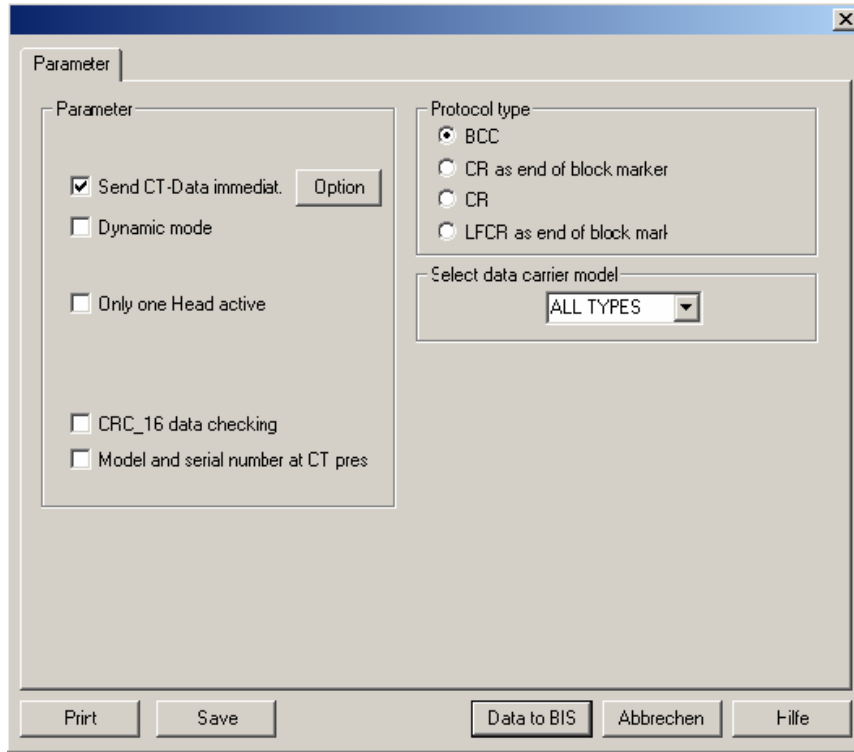 Parameter
Parameter
Send CT-Data immediat.
Option
Dynamic mode
Only one Head active
CRC_16 data checking
Model and serial number at CT pres
Protocol type
BCC
CR as end of block marker
CR
LFCR as end of block mark
Select data carrier model
ALL TYPES
Print
Save
Data to BIS
Abbrechen
Hilfe